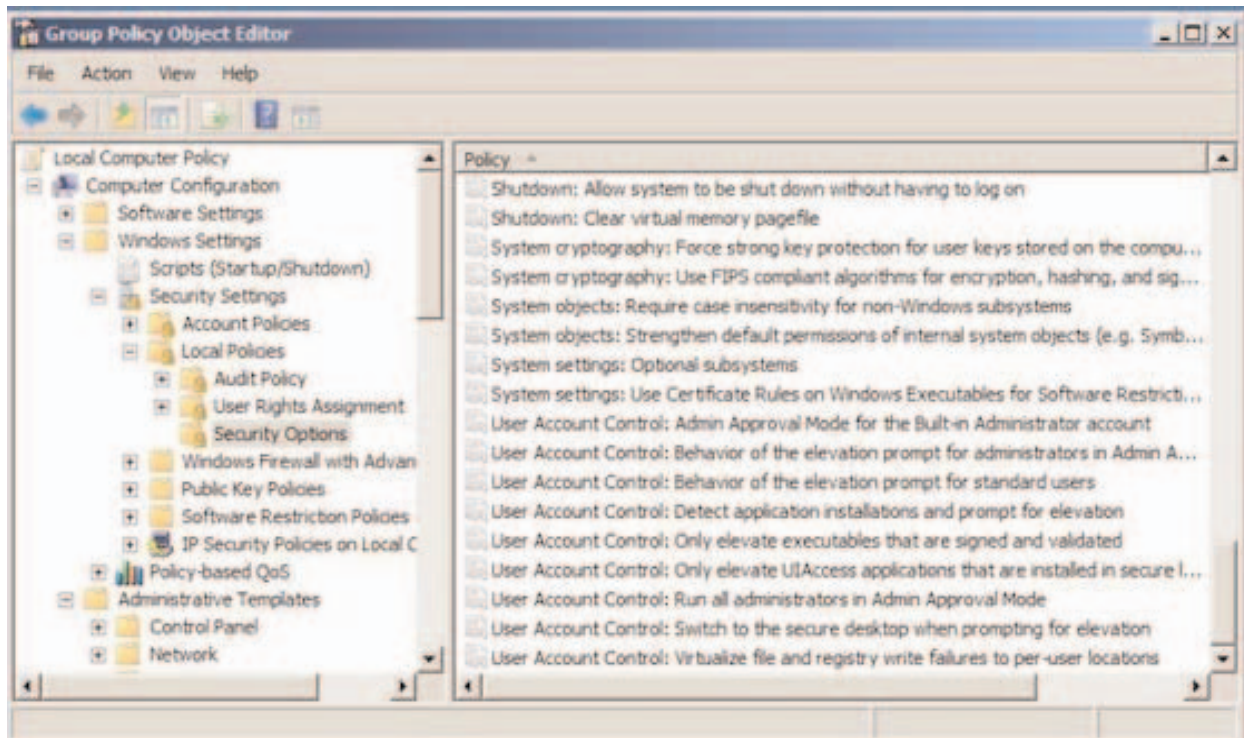 Group Policy Object Editor
File Action View Help
Local Computer Policy
Computer Configuration
Software Settings
Windows Settings
Scripts (Startup/Shutdown)
Security Settings
Account Policies
Local Policies
Audit Policy
User Rights Assignment
Security Options
Windows Firewall with Advan
Public Key Policies
Software Restriction Policies
IP Security Policies on Local C
Policy-based QoS
Administrative Templates
Control Panel
Network
Policy
Shutdown: Allow system to be shut down without having to log on
Shutdown: Clear virtual memory pagefile
System cryptography: Force strong key protection for user keys stored on the compu...
System cryptography: Use FIPS compliant algorithms for encryption, hashing, and sig...
System objects: Require case insensitivity for non-Windows subsystems
System objects: Strengthen default permissions of internal system objects (e.g. Symb...
System settings: Optional subsystems
System settings: Use Certificate Rules on Windows Executables for Software Restricti...
User Account Control: Admin Approval Mode for the Built-in Administrator account
User Account Control: Behavior of the elevation prompt for administrators in Admin A...
User Account Control: Behavior of the elevation prompt for standard users
User Account Control: Detect application installations and prompt for elevation
User Account Control: Only elevate executables that are signed and validated
User Account Control: Only elevate UIAccess applications that are installed in secure l...
User Account Control: Run all administrators in Admin Approval Mode
User Account Control: Switch to the secure desktop when prompting for elevation
User Account Control: Virtualize file and registry write failures to per-user locations